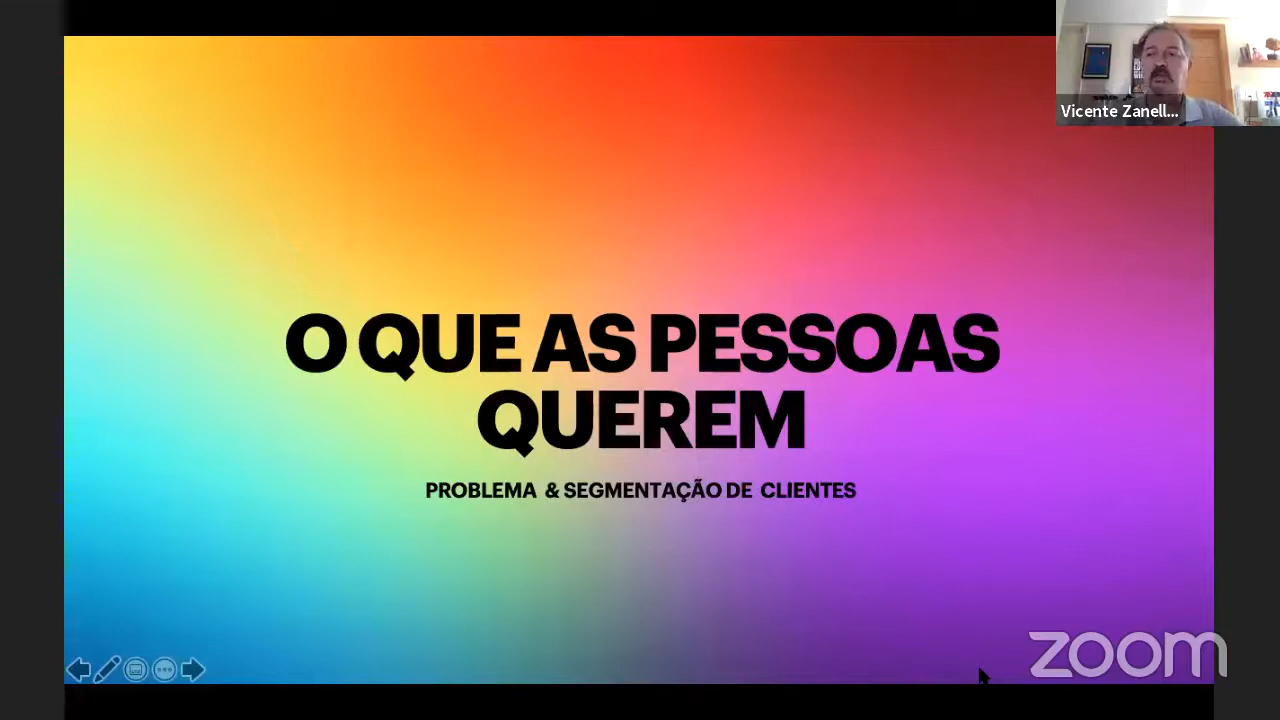 Vicente Zanell...
O QUE AS PESSOAS
QUEREM
PROBLEMA & SEGMENTAÇÃO DE CLIENTES
zoom